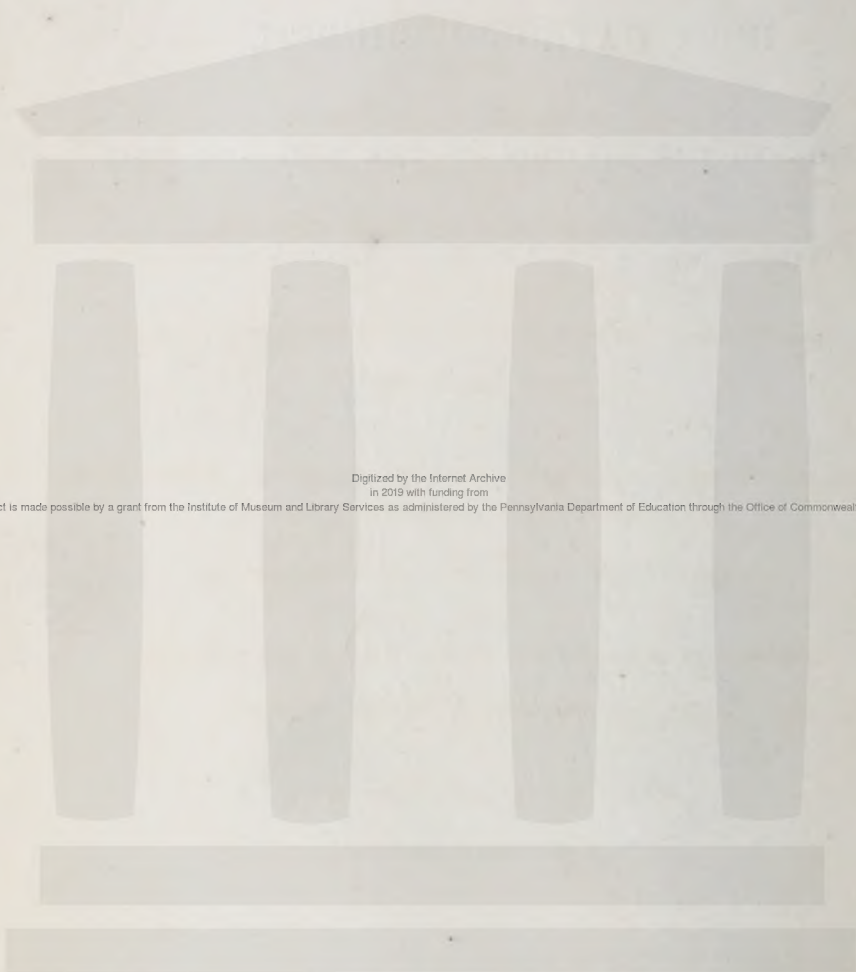 Digitized by the Internet Archive
in 2019 with funding from
is made possible by a grant from the Institute of Museum and Library Services as administered by the Pennsylvania Department of Education through the Office of